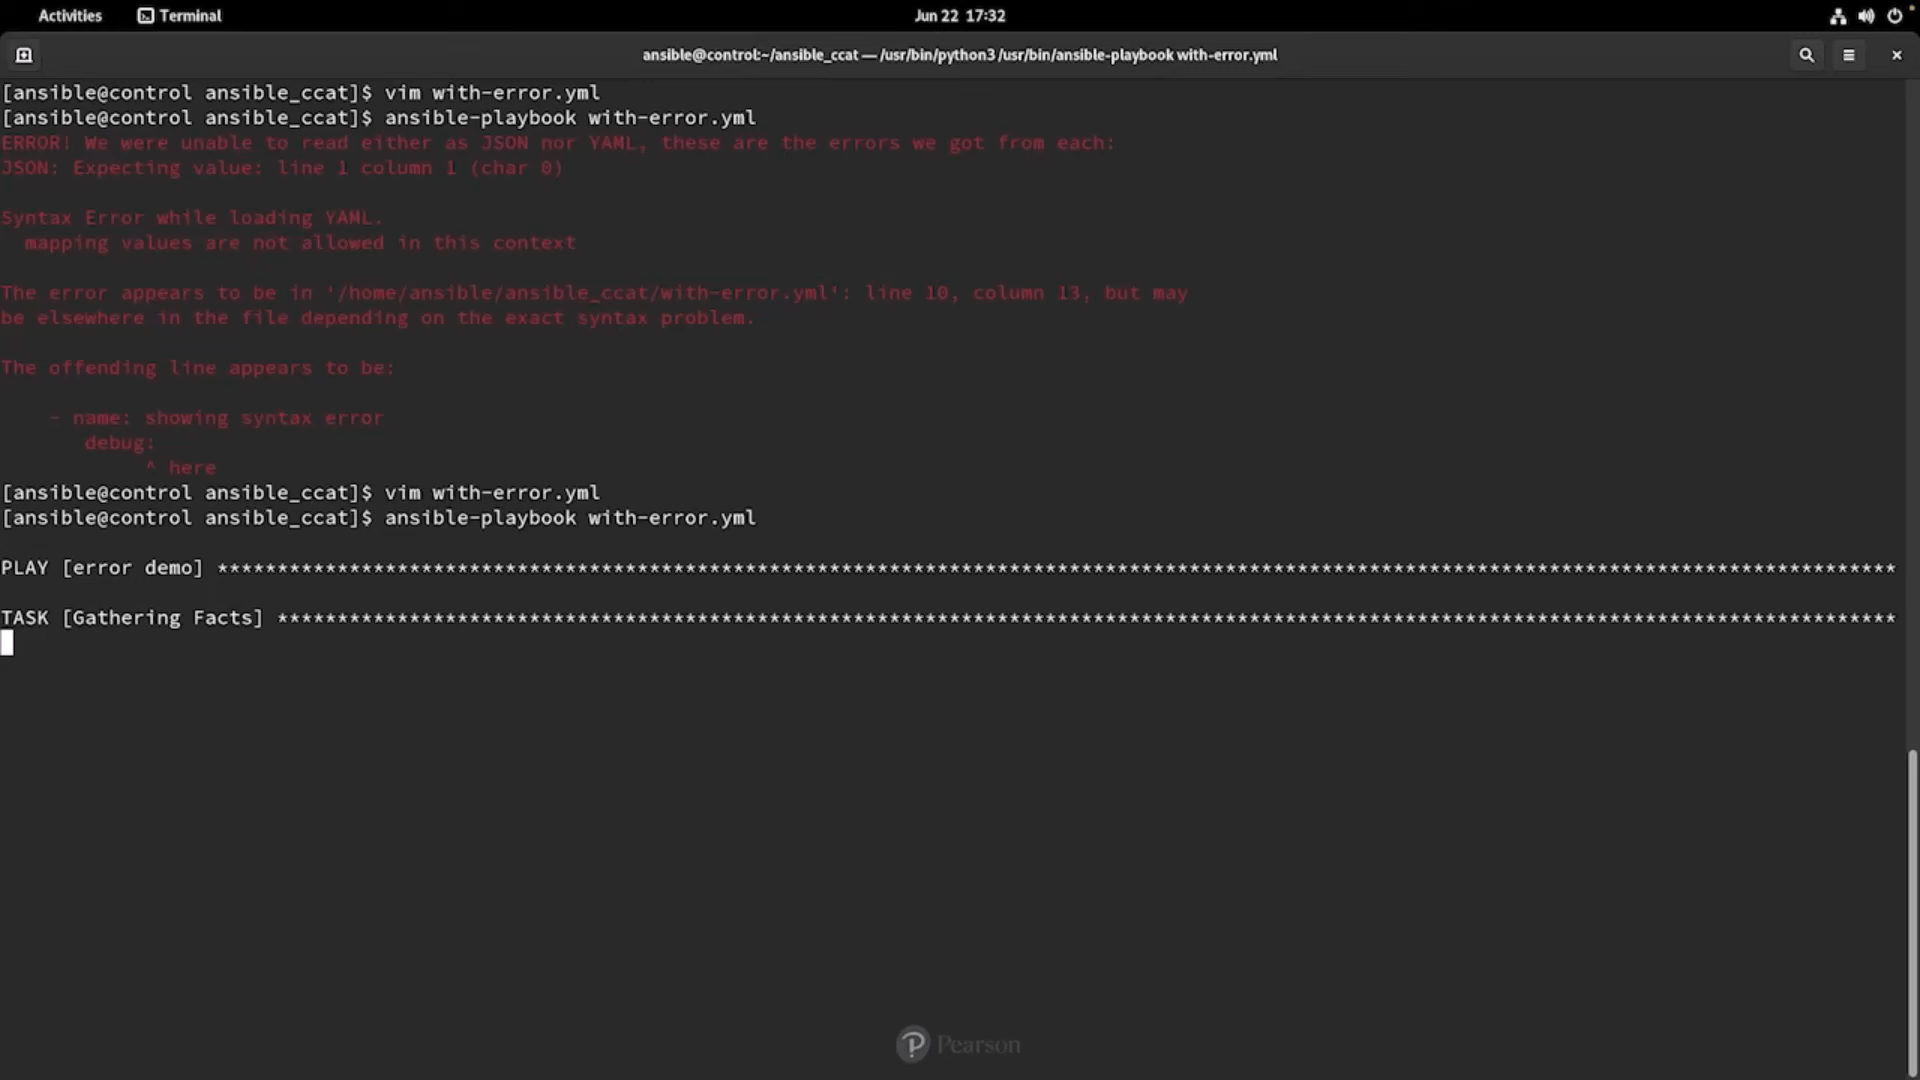 Activities Terminal Jun 22 17:32
ansible@control:~/ansible_ccat — /usr/bin/python3 /usr/bin/ansible-playbook with-error.yml
[ansible@control ansible_ccat]$ vim with-error.yml
[ansible@control ansible_ccat]$ ansible-playbook with-error.yml
ERROR! We were unable to read either as JSON nor YAML, these are the errors we got from each:
JSON: Expecting value: line 1 column 1 (char 0)
Syntax Error while loading YAML.
  mapping values are not allowed in this context
The error appears to be in '/home/ansible/ansible_ccat/with-error.yml': line 10, column 13, but may
be elsewhere in the file depending on the exact syntax problem.
The offending line appears to be:
    - name: showing syntax error
       debug:
            ^ here
[ansible@control ansible_ccat]$ vim with-error.yml
[ansible@control ansible_ccat]$ ansible-playbook with-error.yml
PLAY [error demo] ********************************************************************************************************************************************
TASK [Gathering Facts] ***************************************************************************************************************************************
Pearson